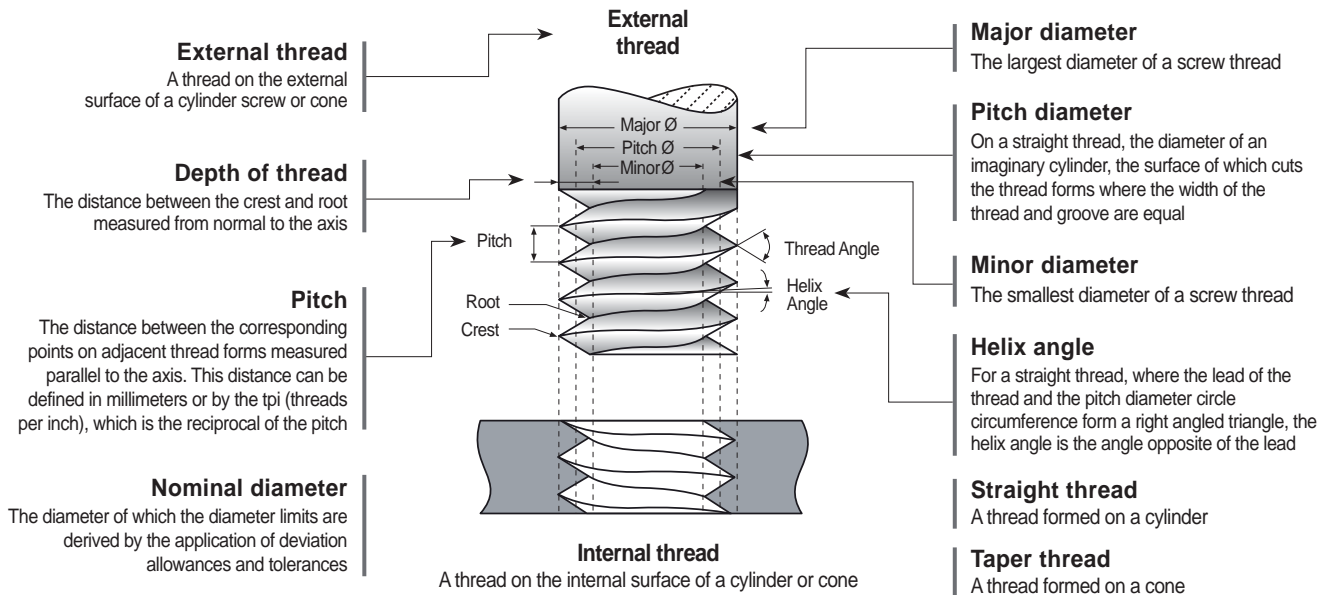 External thread
A thread on the external
surface of a cylinder screw or cone
Depth of thread
The distance between the crest and root
measured from normal to the axis
Pitch
The distance between the corresponding
points on adjacent thread forms measured
parallel to the axis. This distance can be
defined in millimeters or by the tpi (threads
per inch), which is the reciprocal of the pitch
Nominal diameter
The diameter of which the diameter limits are
derived by the application of deviation
allowances and tolerances
External
thread
Major Ø
Pitch Ø
Minor Ø
Pitch
Thread Angle
Helix
Angle
Root
Crest
Internal thread
A thread on the internal surface of a cylinder or cone
Major diameter
The largest diameter of a screw thread
Pitch diameter
On a straight thread, the diameter of an
imaginary cylinder, the surface of which cuts
the thread forms where the width of the
thread and groove are equal
Minor diameter
The smallest diameter of a screw thread
Helix angle
For a straight thread, where the lead of the
thread and the pitch diameter circle
circumference form a right angled triangle, the
helix angle is the angle opposite of the lead
Straight thread
A thread formed on a cylinder
Taper thread
A thread formed on a cone